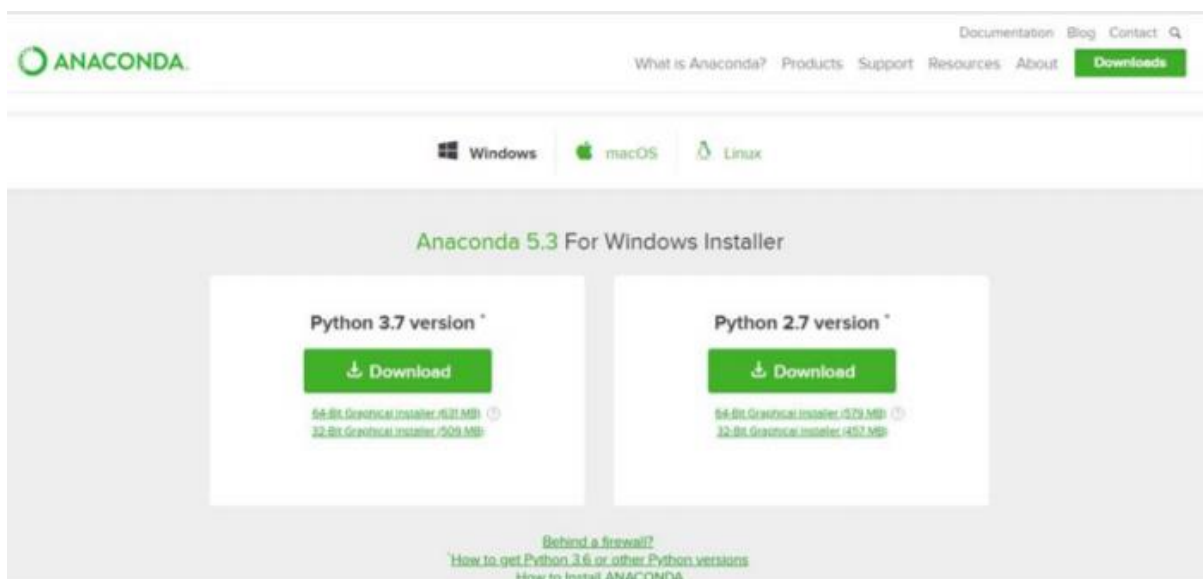 Documentation Blog Contact
ANACONDA.
What is Anaconda? Products Support Resources About Downloads
Windows macOS Linux
Anaconda 5.3 For Windows Installer
Python 3.7 version *
Download
64-Bit Graphical Installer (631 MB) ?
32-Bit Graphical Installer (509 MB)
Python 2.7 version *
Download
64-Bit Graphical Installer (579 MB) ?
32-Bit Graphical Installer (457 MB)
Behind a firewall?
*How to get Python 3.6 or other Python versions
How to Install ANACONDA